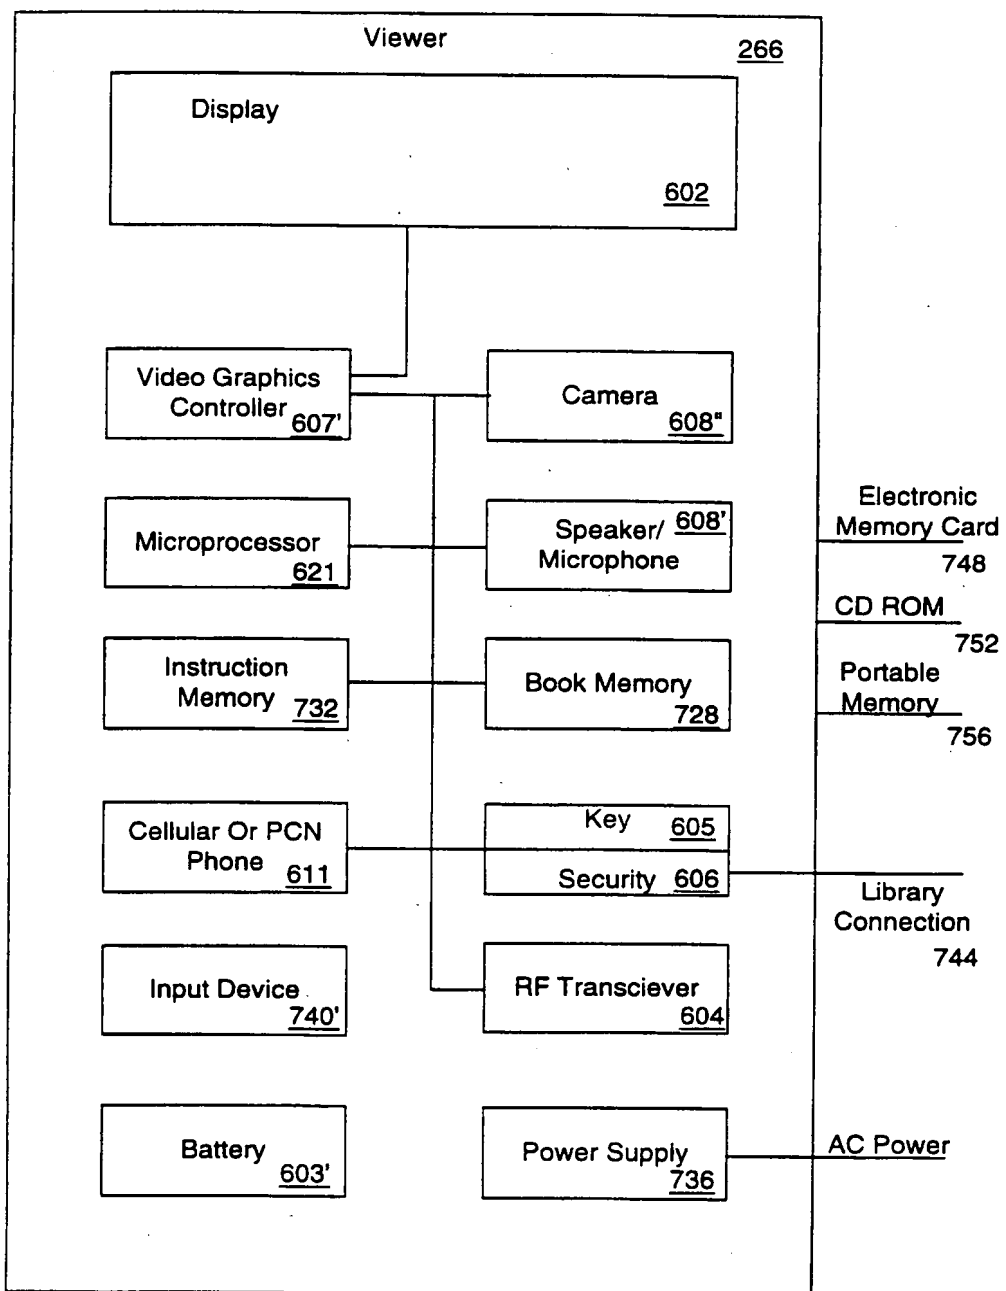 Viewer
266
Display
602
Video Graphics
Controller
607'
Camera
608"
Microprocessor
621
Speaker/
Microphone
608'
Electronic
Memory Card
748
CD ROM
752
Instruction
Memory
732
Book Memory
728
Portable
Memory
756
Cellular Or PCN
Phone
611
Key
605
Security
606
Library
Connection
744
Input Device
740'
RF Transciever
604
Battery
603'
Power Supply
736
AC Power